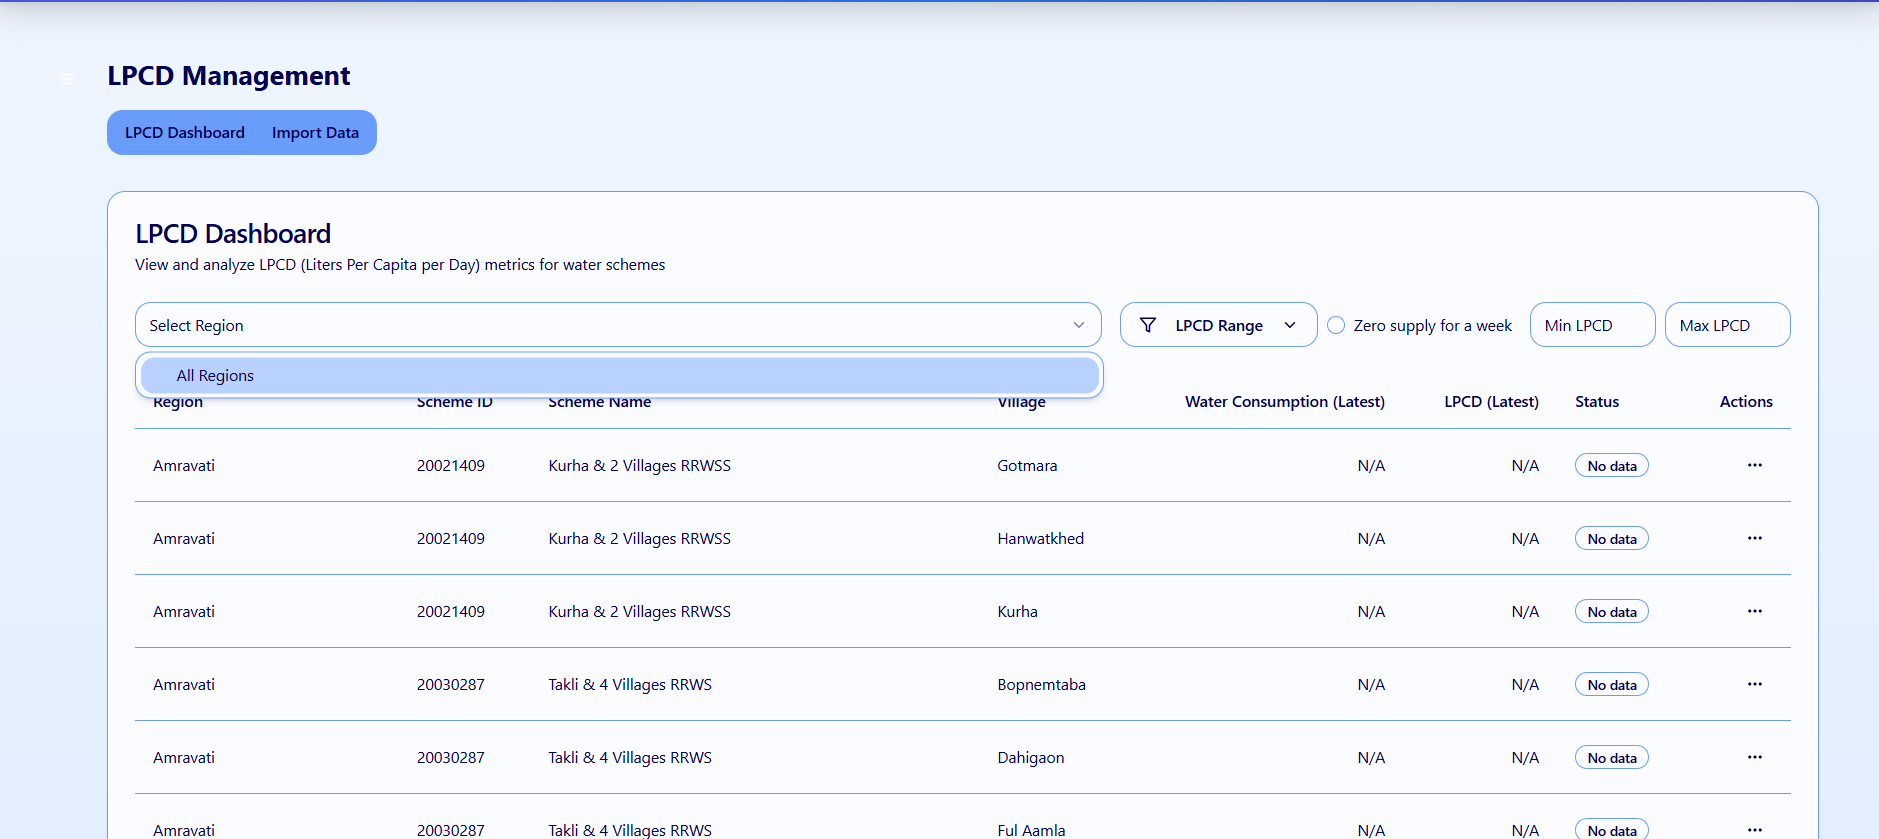 LPCD Management
LPCD Dashboard Import Data
LPCD Dashboard
View and analyze LPCD (Liters Per Capita per Day) metrics for water schemes
Select Region LPCD Range Zero supply for a week Min LPCD Max LPCD
All Regions
Region Scheme ID Scheme Name Village Water Consumption (Latest) LPCD (Latest) Status Actions
Amravati 20021409 Kurha & 2 Villages RRWSS Gotmara N/A N/A No data
Amravati 20021409 Kurha & 2 Villages RRWSS Hanwatkhed N/A N/A No data
Amravati 20021409 Kurha & 2 Villages RRWSS Kurha N/A N/A No data
Amravati 20030287 Takli & 4 Villages RRWS Bopnemtaba N/A N/A No data
Amravati 20030287 Takli & 4 Villages RRWS Dahigaon N/A N/A No data
Amravati 20030287 Takli & 4 Villages RRWS Ful Aamla N/A N/A No data